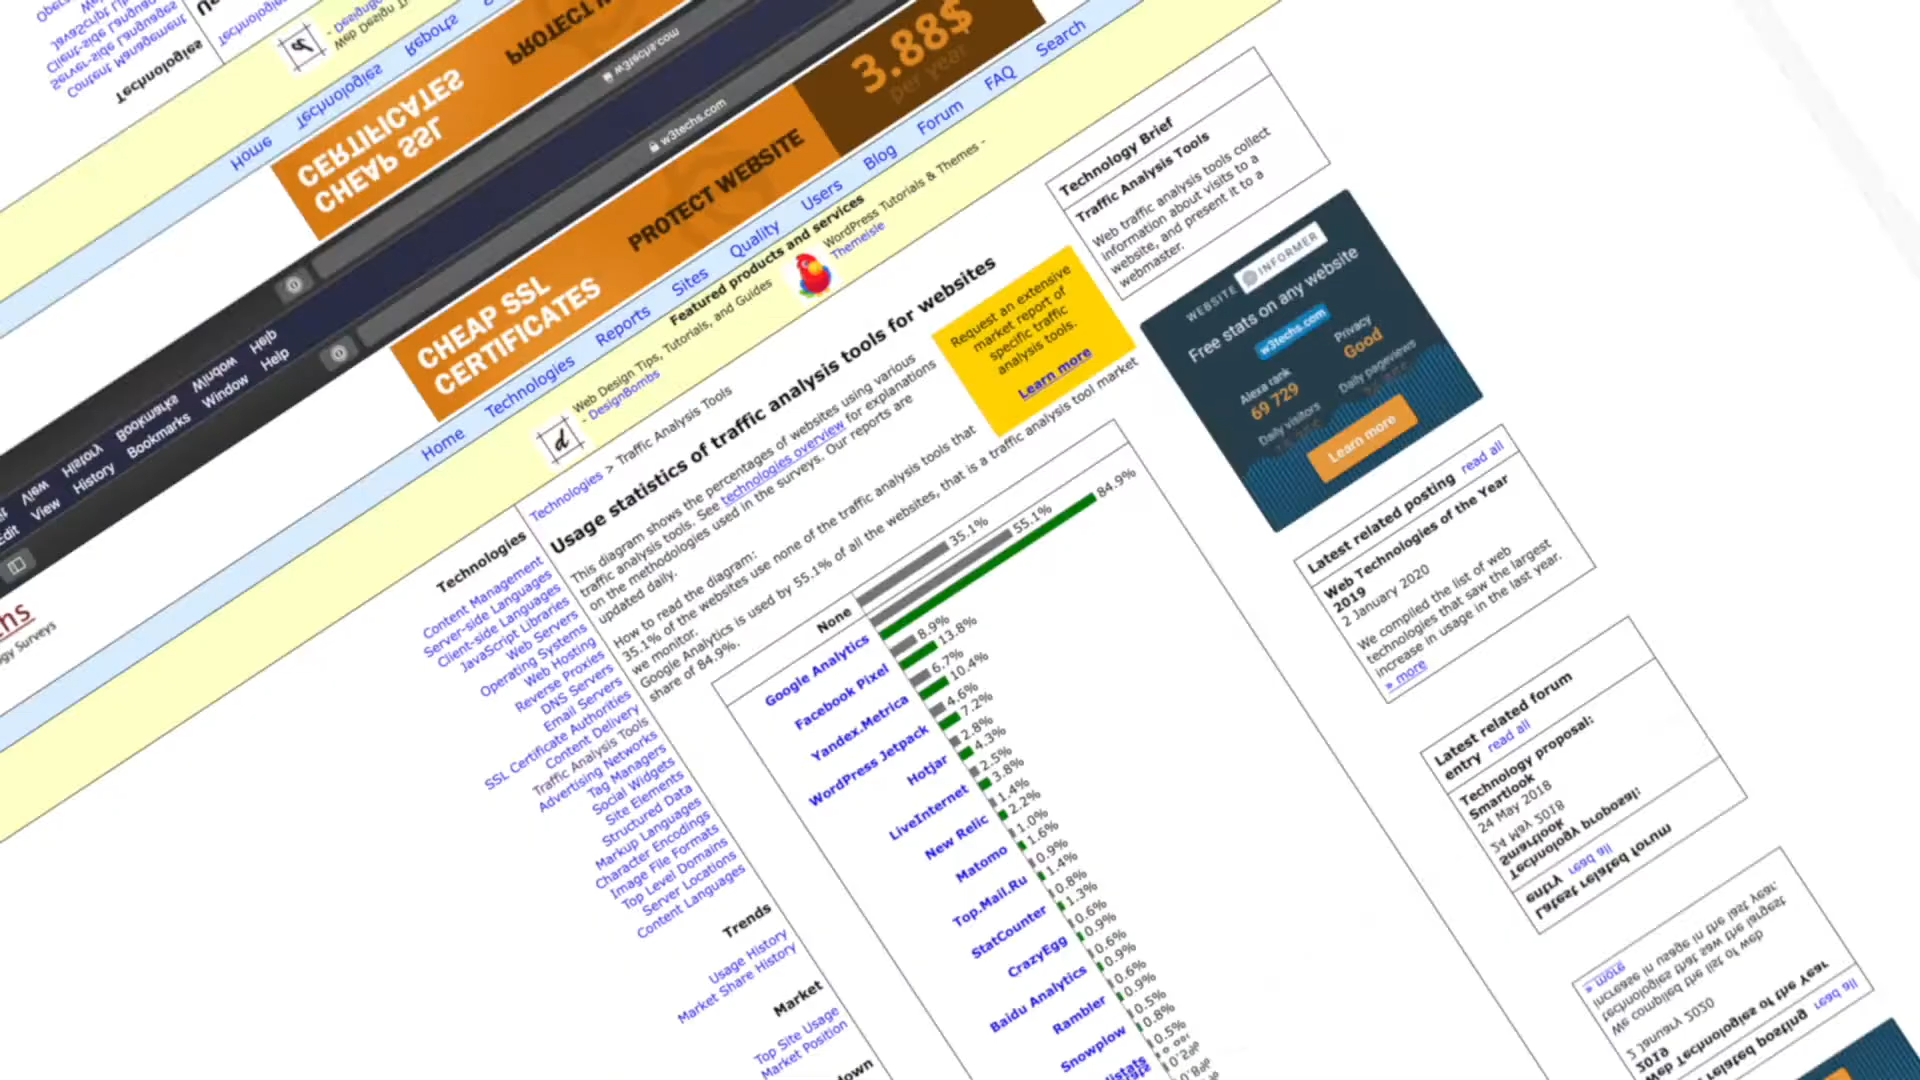 w3techs.com
CHEAP SSL
CERTIFICATES
PROTECT WEBSITE
3.88$
per year
View
History
Bookmarks
Window
Help
Home
Technologies
Reports
Sites
Quality
Users
Blog
Forum
FAQ
Search
Featured products and services
Web Design Tips, Tutorials, and Guides
- DesignBombs
WordPress Tutorials & Themes -
Themeisle
Technologies > Traffic Analysis Tools
Usage statistics of traffic analysis tools for websites
This diagram shows the percentages of websites using various
traffic analysis tools. See technologies overview for explanations
on the methodologies used in the surveys. Our reports are
updated daily.
How to read the diagram:
35.1% of the websites use none of the traffic analysis tools that
we monitor.
Google Analytics is used by 55.1% of all the websites, that is a traffic analysis tool market
share of 84.9%.
Request an extensive
market report of
specific traffic
analysis tools.
Learn more
None
35.1%
Google Analytics
55.1%
84.9%
Facebook Pixel
8.9%
13.8%
Yandex.Metrica
6.7%
10.4%
WordPress Jetpack
4.6%
7.2%
Hotjar
2.8%
4.3%
LiveInternet
2.5%
3.8%
New Relic
1.4%
2.2%
Matomo
1.0%
1.6%
Top.Mail.Ru
0.9%
1.4%
StatCounter
0.8%
1.3%
CrazyEgg
0.6%
0.9%
Baidu Analytics
0.6%
0.9%
Rambler
0.6%
0.9%
Snowplow
0.5%
0.8%
0.5%
Technologies
Content Management
Server-side Languages
Client-side Languages
JavaScript Libraries
Web Servers
Operating Systems
Web Hosting
Reverse Proxies
DNS Servers
Email Servers
SSL Certificate Authorities
Content Delivery
Traffic Analysis Tools
Advertising Networks
Tag Managers
Social Widgets
Site Elements
Structured Data
Markup Languages
Character Encodings
Image File Formats
Top Level Domains
Server Locations
Content Languages
Trends
Usage History
Market Share History
Market
Top Site Usage
Market Position
Technology Brief
Traffic Analysis Tools
Web traffic analysis tools collect
information about visits to a
website, and present it to a
webmaster.
WEBSITE INFORMER
Free stats on any website
w3techs.com
Alexa rank
69 729
Privacy
Good
Daily visitors
Daily pageviews
Learn more
Latest related posting
read all
Web Technologies of the Year
2019
2 January 2020
We compiled the list of web
technologies that saw the largest
increase in usage in the last year.
» more
Latest related forum
entry
read all
Technology proposal:
Smartlook
24 May 2018